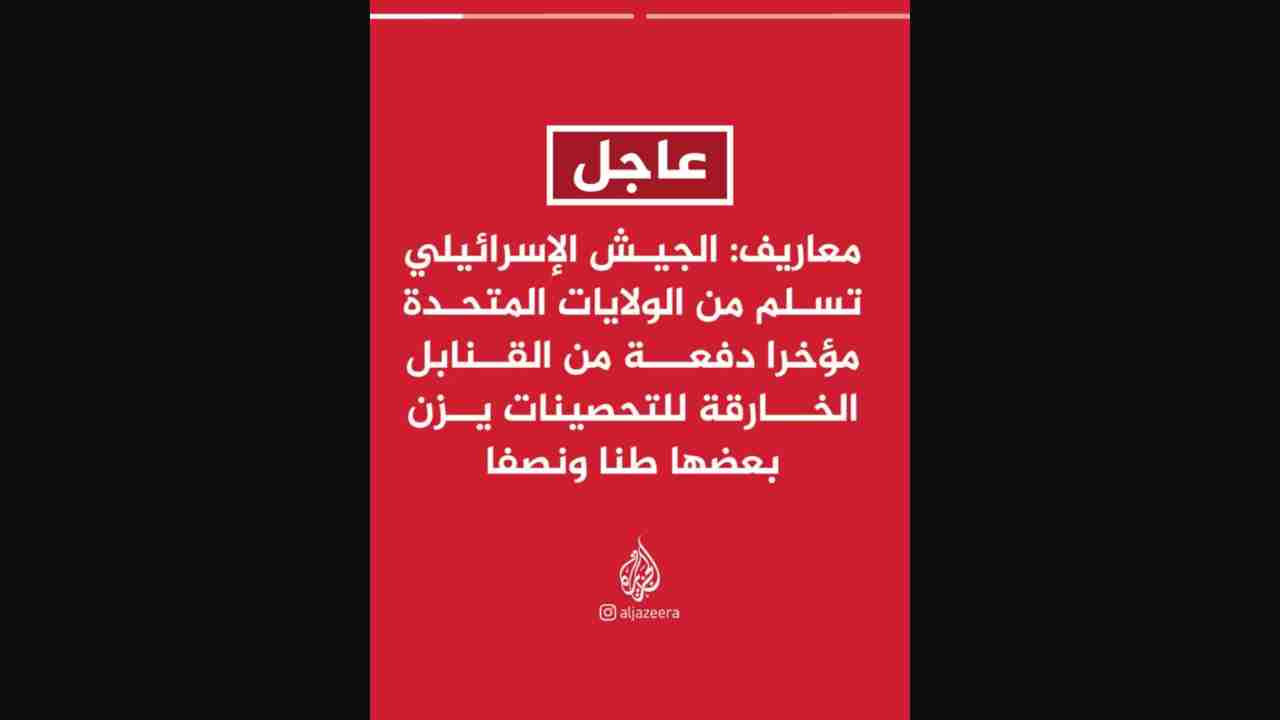 عاجل
معاريف: الجيش الإسرائيلي
تسلم من الولايات المتحدة
مؤخرا دفعة من القنابل
الخارقة للتحصينات يزن
بعضها طنا ونصفا
الجزيرة
aljazeera